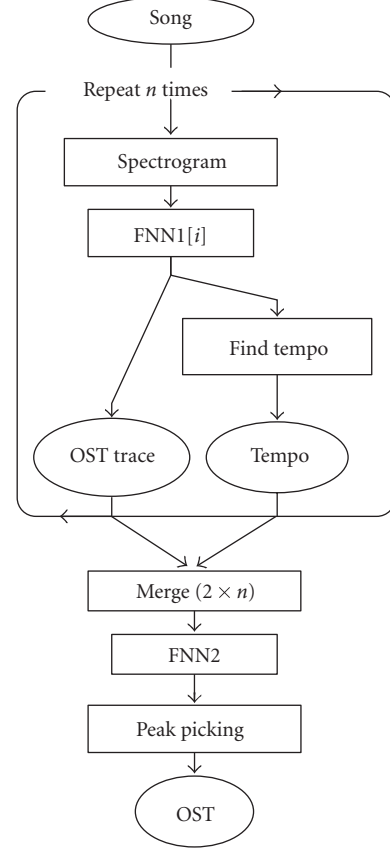 Song
Repeat n times
Spectrogram
FNN1[i]
Find tempo
OST trace
Tempo
Merge (2 × n)
FNN2
Peak picking
OST